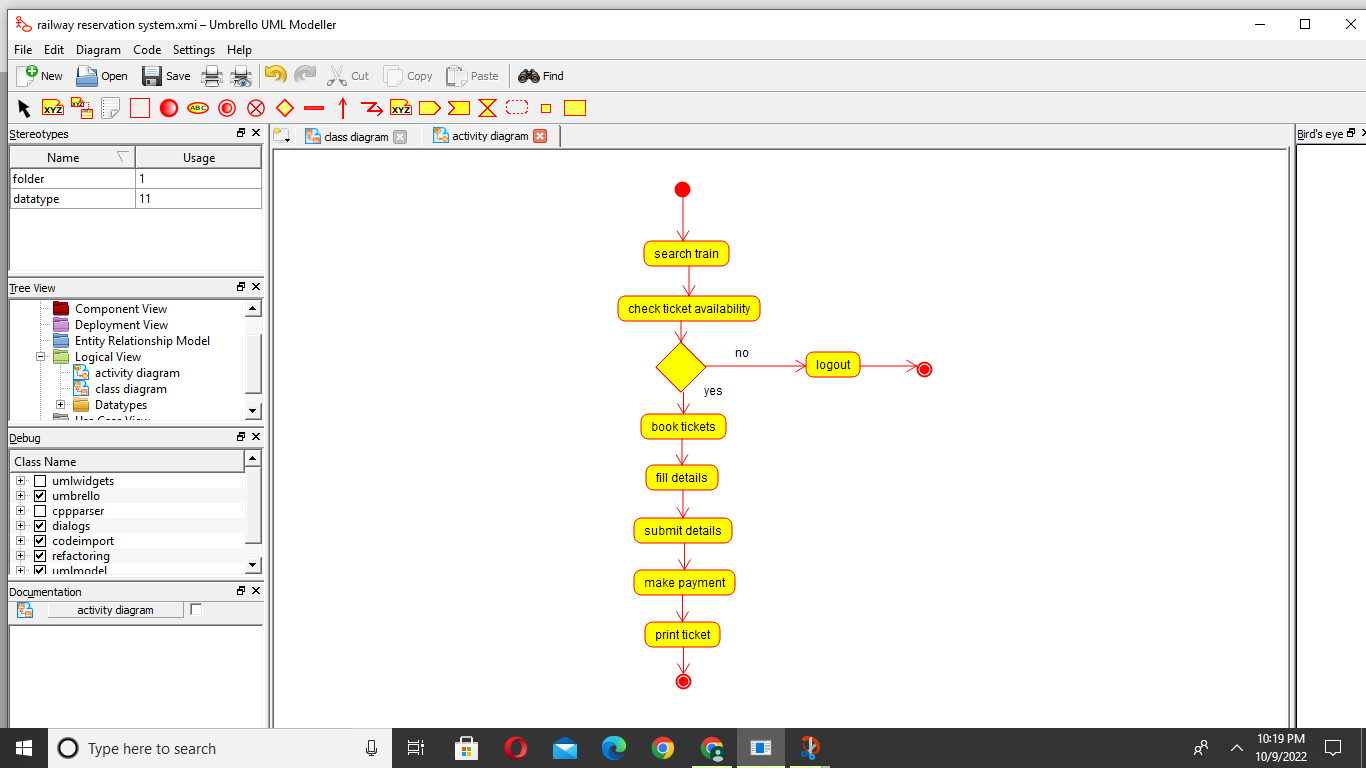 railway reservation system.xmi – Umbrello UML Modeller
File Edit Diagram Code Settings Help
New Open Save Cut Copy Paste Find
XYZ XYZ ABC XYZ
Stereotypes
class diagram activity diagram
Bird's eye
Name Usage
folder 1
datatype 11
Tree View
Component View
Deployment View
Entity Relationship Model
Logical View
activity diagram
class diagram
Datatypes
Use Case View
Debug
Class Name
umlwidgets
umbrello
cppparser
dialogs
codeimport
refactoring
umlmodel
Documentation
activity diagram
search train
check ticket availability
no
logout
yes
book tickets
fill details
submit details
make payment
print ticket
Type here to search
10:19 PM
10/9/2022